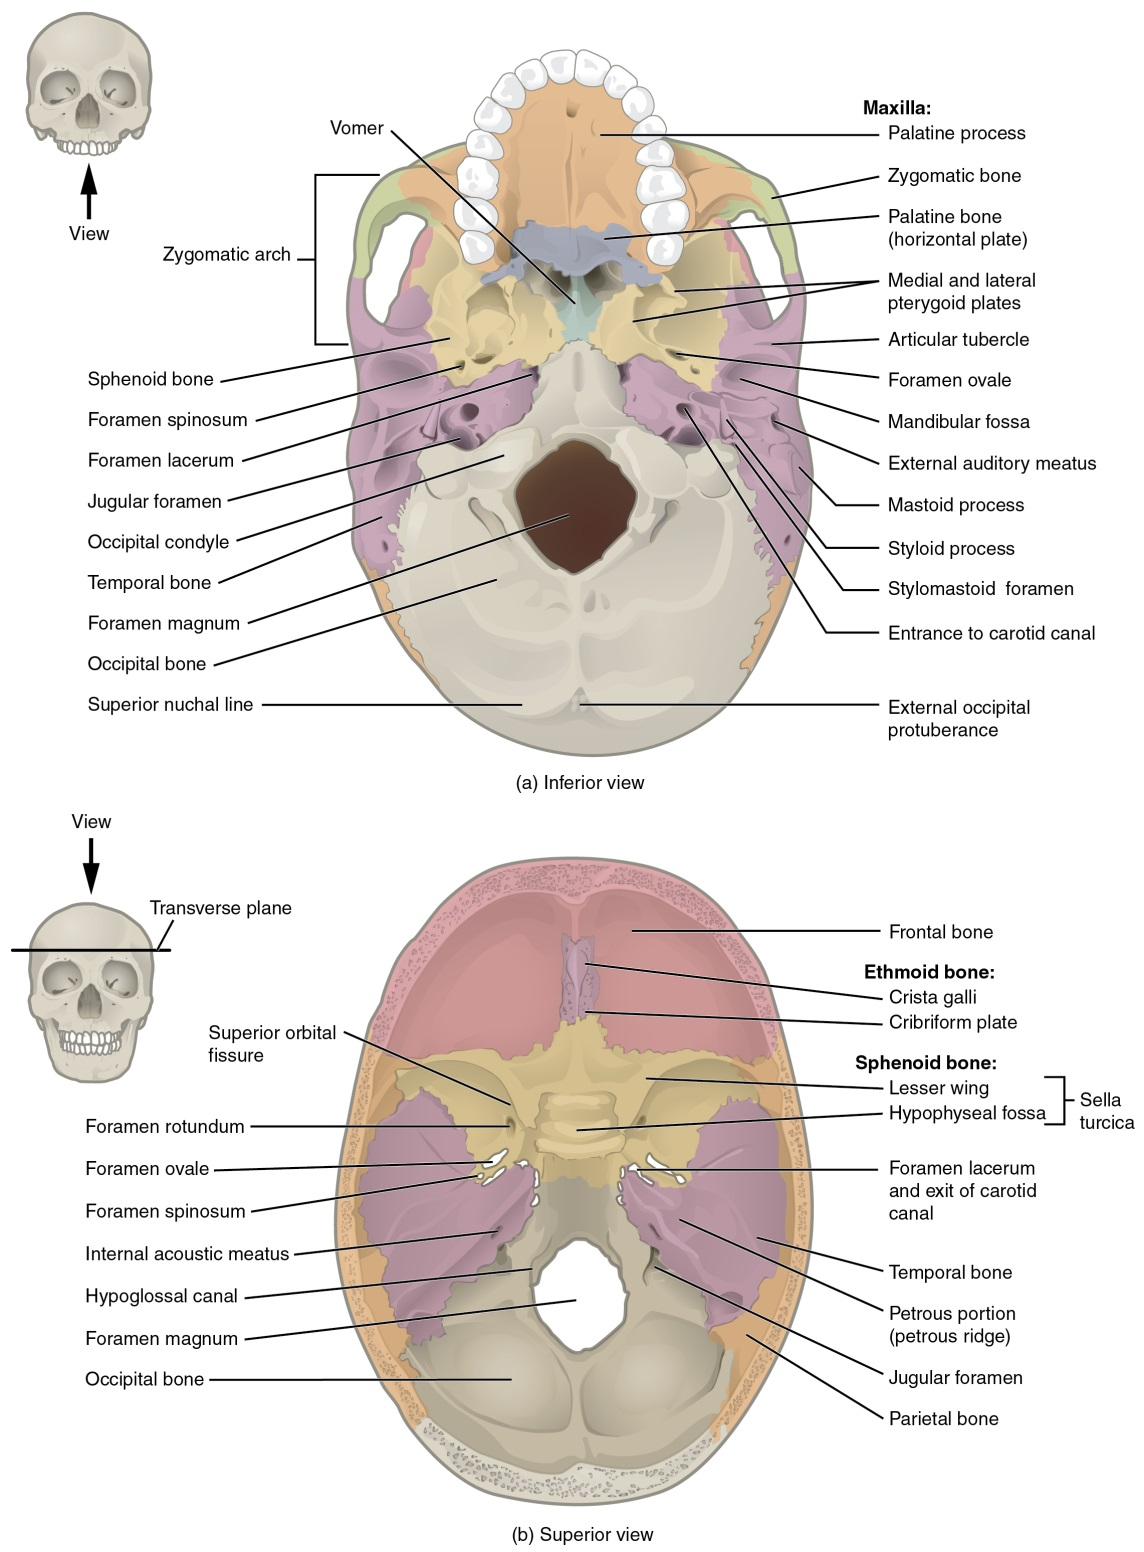 View
Vomer
Zygomatic arch
Sphenoid bone
Foramen spinosum
Foramen lacerum
Jugular foramen
Occipital condyle
Temporal bone
Foramen magnum
Occipital bone
Superior nuchal line
Maxilla:
Palatine process
Zygomatic bone
Palatine bone
(horizontal plate)
Medial and lateral
pterygoid plates
Articular tubercle
Foramen ovale
Mandibular fossa
External auditory meatus
Mastoid process
Styloid process
Stylomastoid foramen
Entrance to carotid canal
External occipital
protuberance
(a) Inferior view
View
Transverse plane
Superior orbital
fissure
Foramen rotundum
Foramen ovale
Foramen spinosum
Internal acoustic meatus
Hypoglossal canal
Foramen magnum
Occipital bone
Frontal bone
Ethmoid bone:
Crista galli
Cribriform plate
Sphenoid bone:
Lesser wing
Hypophyseal fossa
Sella
turcica
Foramen lacerum
and exit of carotid
canal
Temporal bone
Petrous portion
(petrous ridge)
Jugular foramen
Parietal bone
(b) Superior view